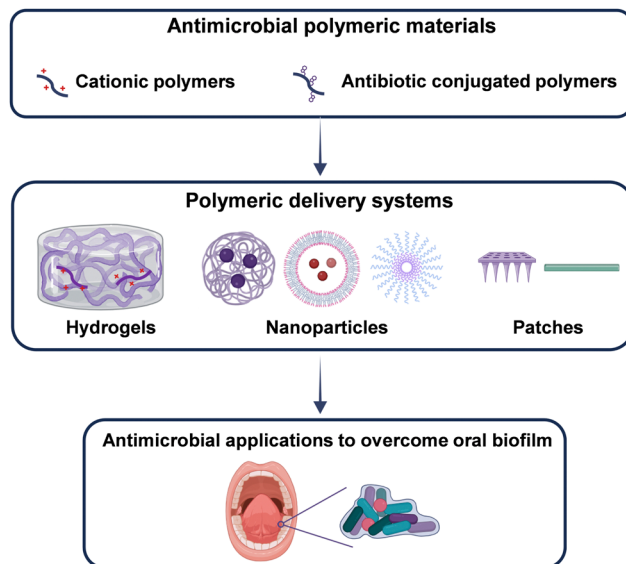 Antimicrobial polymeric materials
Cationic polymers
Antibiotic conjugated polymers
Polymeric delivery systems
Hydrogels
Nanoparticles
Patches
Antimicrobial applications to overcome oral biofilm